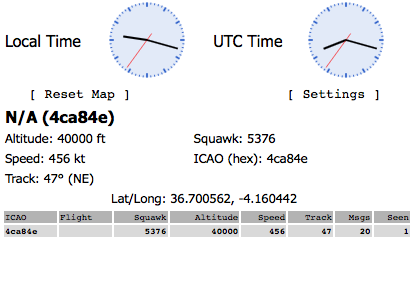 Local Time UTC Time
[ Reset Map ] [ Settings ]
N/A (4ca84e)
Altitude: 40000 ft Squawk: 5376
Speed: 456 kt ICAO (hex): 4ca84e
Track: 47° (NE)
Lat/Long: 36.700562, -4.160442
ICAO Flight Squawk Altitude Speed Track Msgs Seen
4ca84e 5376 40000 456 47 20 1